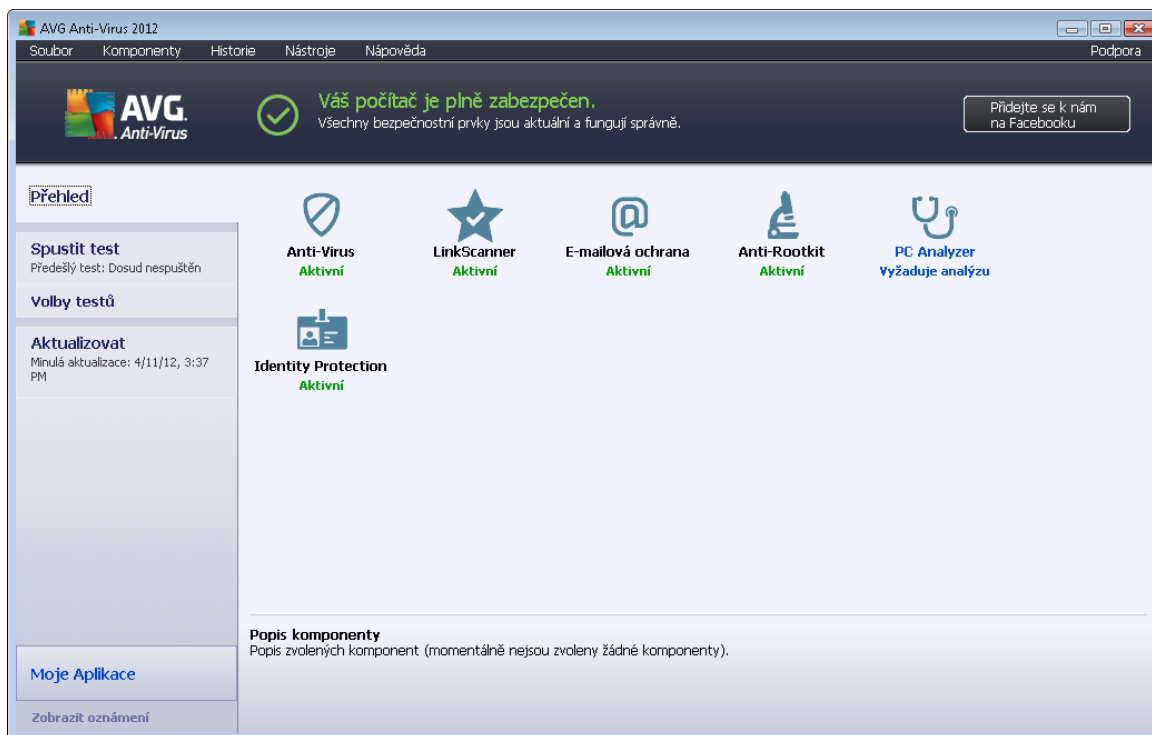 AVG Anti-Virus 2012
Soubor Komponenty Historie Nástroje Nápověda Podpora
AVG.
Anti-Virus
Váš počítač je plně zabezpečen.
Všechny bezpečnostní prvky jsou aktuální a fungují správně.
Přidejte se k nám
na Facebooku
Přehled
Spustit test
Předešlý test: Dosud nespuštěn
Volby testů
Aktualizovat
Minulá aktualizace: 4/11/12, 3:37
PM
Moje Aplikace
Zobrazit oznámení
Anti-Virus
Aktivní
LinkScanner
Aktivní
E-mailová ochrana
Aktivní
Anti-Rootkit
Aktivní
PC Analyzer
Vyžaduje analýzu
Identity Protection
Aktivní
Popis komponenty
Popis zvolených komponent (momentálně nejsou zvoleny žádné komponenty).